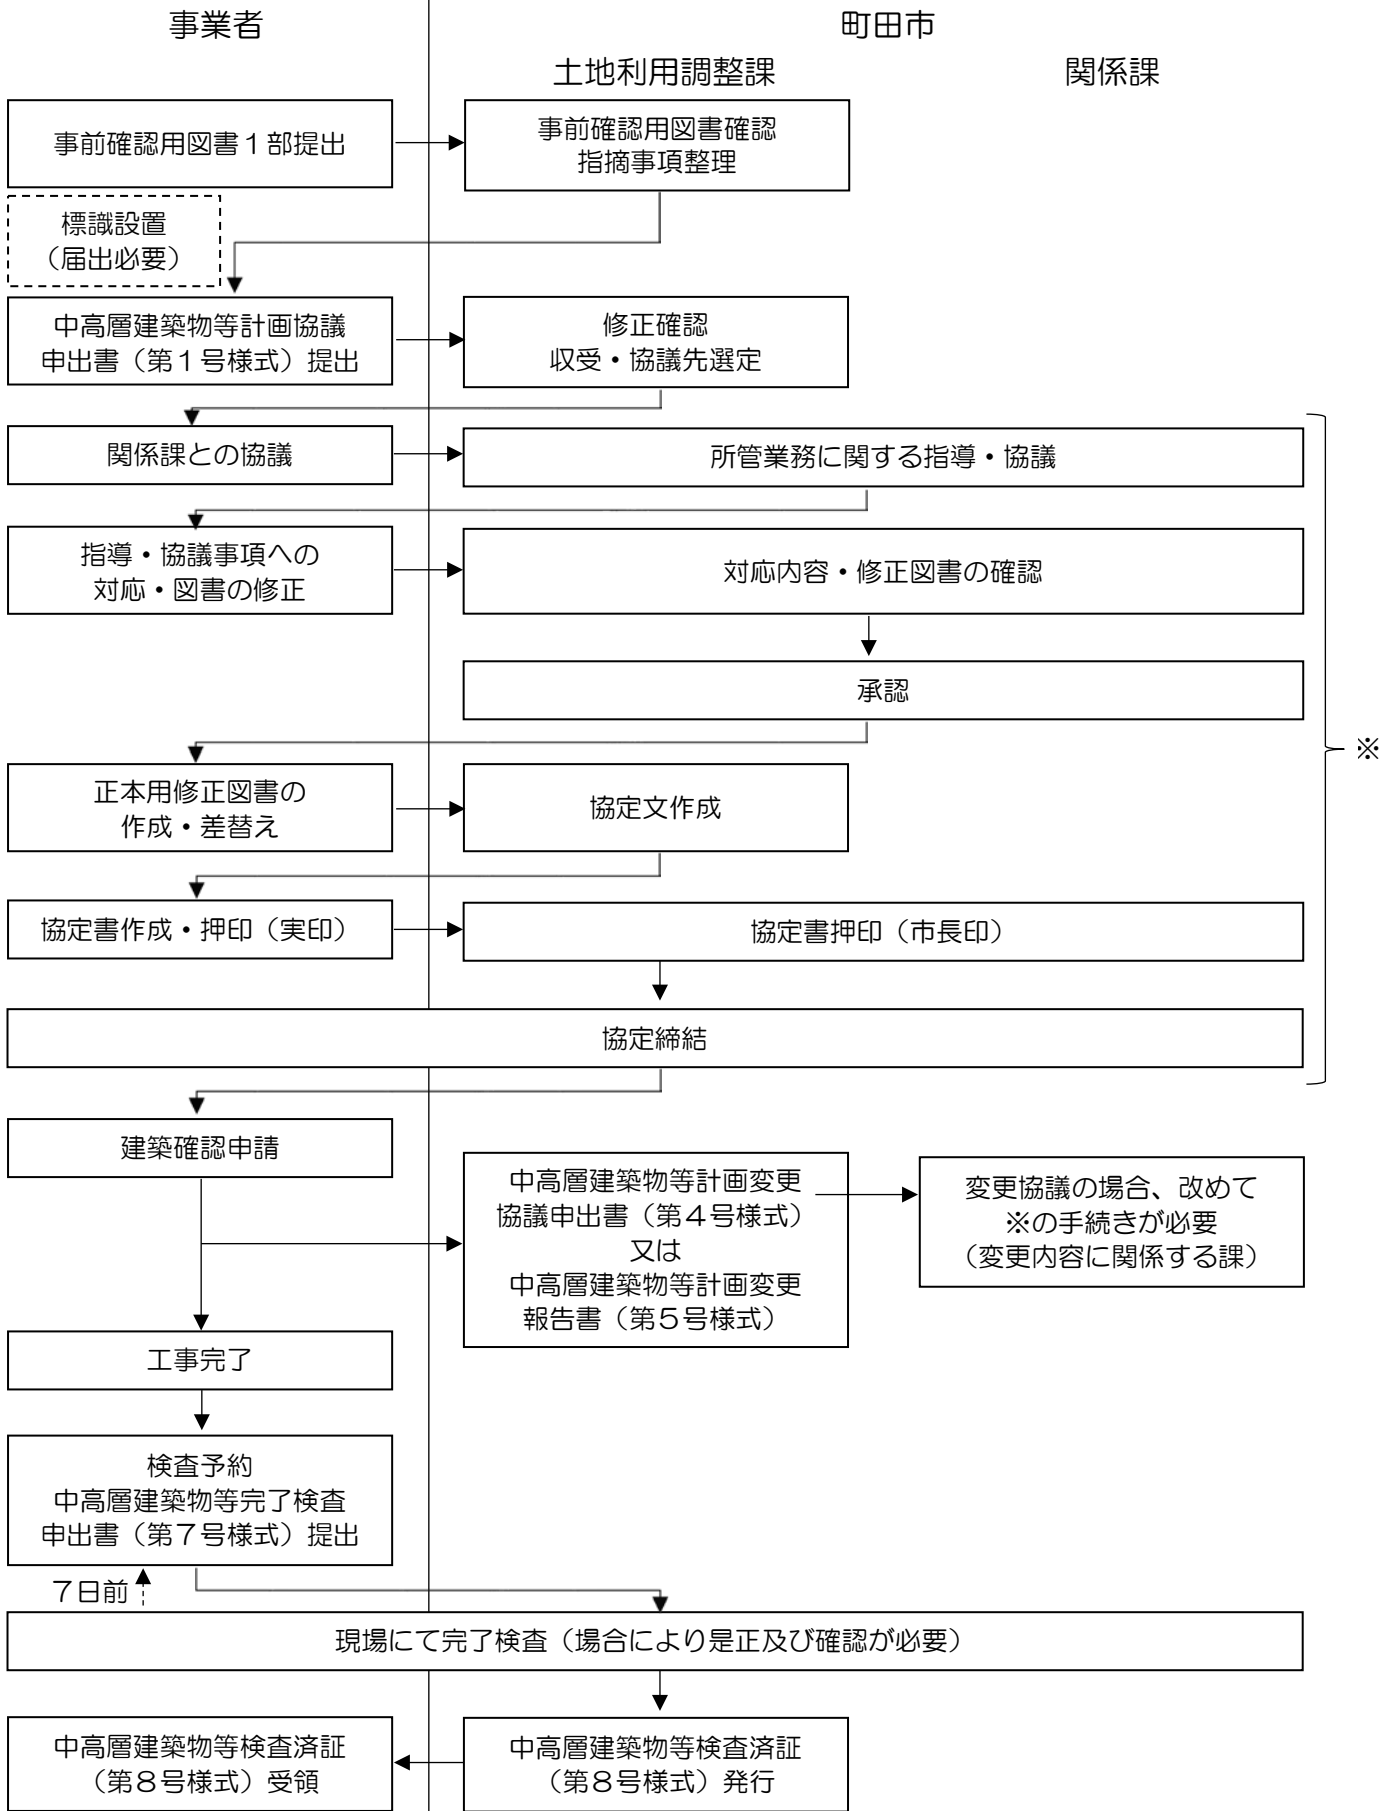 事業者
町田市
土地利用調整課
関係課
事前確認用図書１部提出
事前確認用図書確認
指摘事項整理
標識設置
（届出必要）
中高層建築物等計画協議
申出書（第１号様式）提出
修正確認
収受・協議先選定
関係課との協議
所管業務に関する指導・協議
指導・協議事項への
対応・図書の修正
対応内容・修正図書の確認
承認
※
正本用修正図書の
作成・差替え
協定文作成
協定書作成・押印（実印）
協定書押印（市長印）
協定締結
建築確認申請
中高層建築物等計画変更
協議申出書（第４号様式）
又は
中高層建築物等計画変更
報告書（第５号様式）
変更協議の場合、改めて
※の手続きが必要
（変更内容に関係する課）
工事完了
検査予約
中高層建築物等完了検査
申出書（第７号様式）提出
７日前
現場にて完了検査（場合により是正及び確認が必要）
中高層建築物等検査済証
（第８号様式）受領
中高層建築物等検査済証
（第８号様式）発行